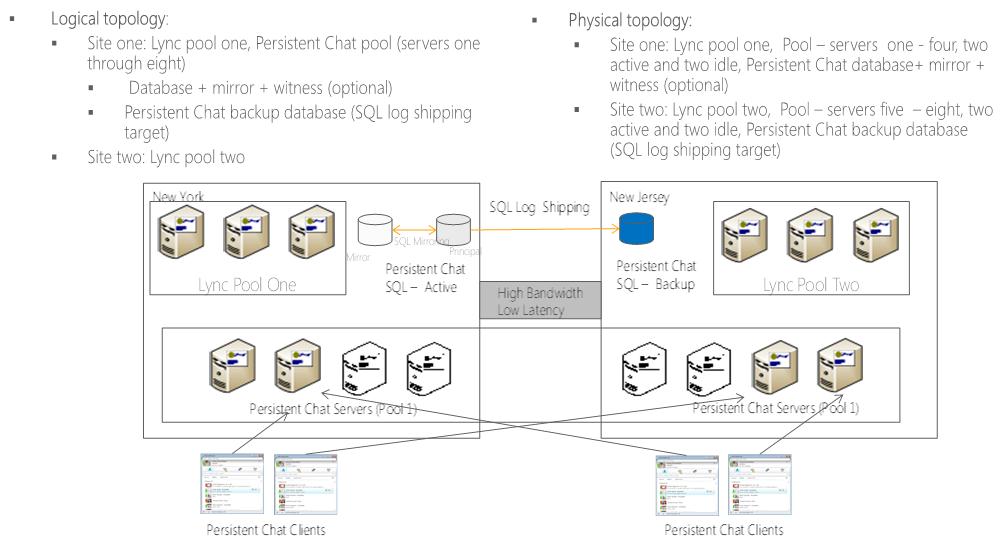 Logical topology:
Site one: Lync pool one, Persistent Chat pool (servers one
through eight)
Database + mirror + witness (optional)
Persistent Chat backup database (SQL log shipping
target)
Site two: Lync pool two
Physical topology:
Site one: Lync pool one, Pool – servers one - four, two
active and two idle, Persistent Chat database+ mirror +
witness (optional)
Site two: Lync pool two, Pool – servers five – eight, two
active and two idle, Persistent Chat backup database
(SQL log shipping target)
New York
Lync Pool One
Mirror
SQL Mirroring
Principal
Persistent Chat
SQL – Active
SQL Log Shipping
High Bandwidth
Low Latency
New Jersey
Persistent Chat
SQL – Backup
Lync Pool Two
Persistent Chat Servers (Pool 1)
Persistent Chat Servers (Pool 1)
Persistent Chat Clients
Persistent Chat Clients